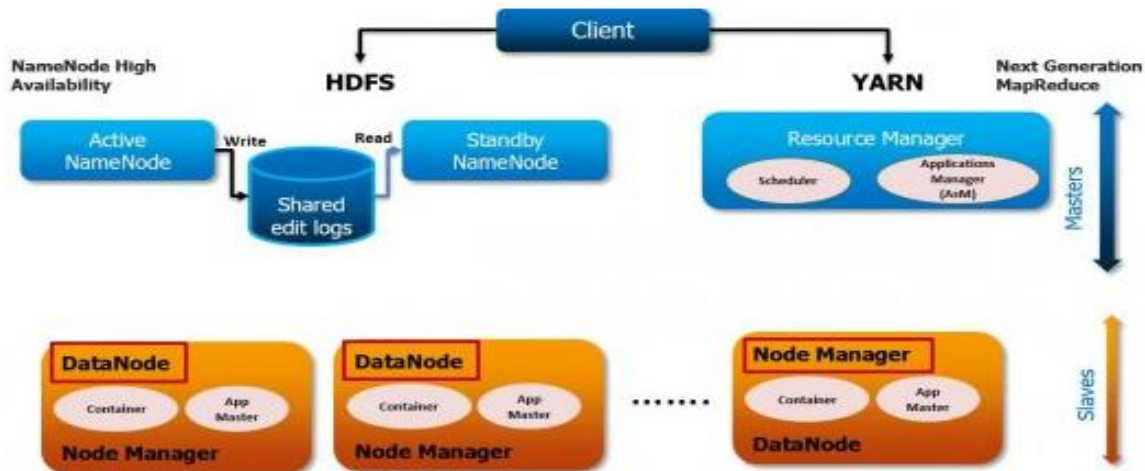 Client
NameNode High
Availability
HDFS
YARN
Next Generation
MapReduce
Active
NameNode
Write
Shared
edit logs
Read
Standby
NameNode
Resource Manager
Scheduler
Applications
Manager
(AsM)
Masters
DataNode
Container
App
Master
Node Manager
DataNode
Container
App
Master
Node Manager
.......
Node Manager
Container
App
Master
DataNode
Slaves